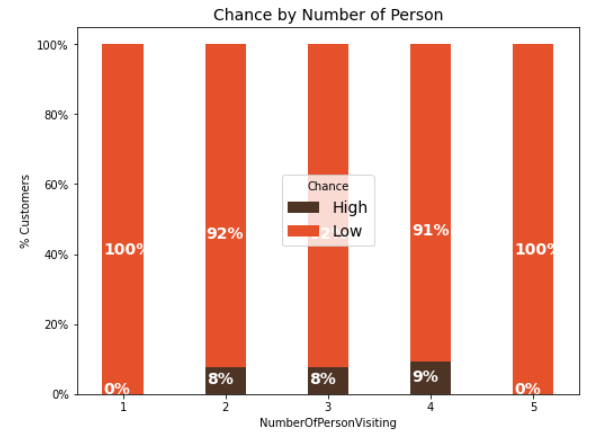 Chance by Number of Person
100%
80%
60%
40%
20%
0%
% Customers
100%
92%
91%
100%
0%
8%
8%
9%
0%
Chance
High
Low
1 2 3 4 5
NumberOfPersonVisiting